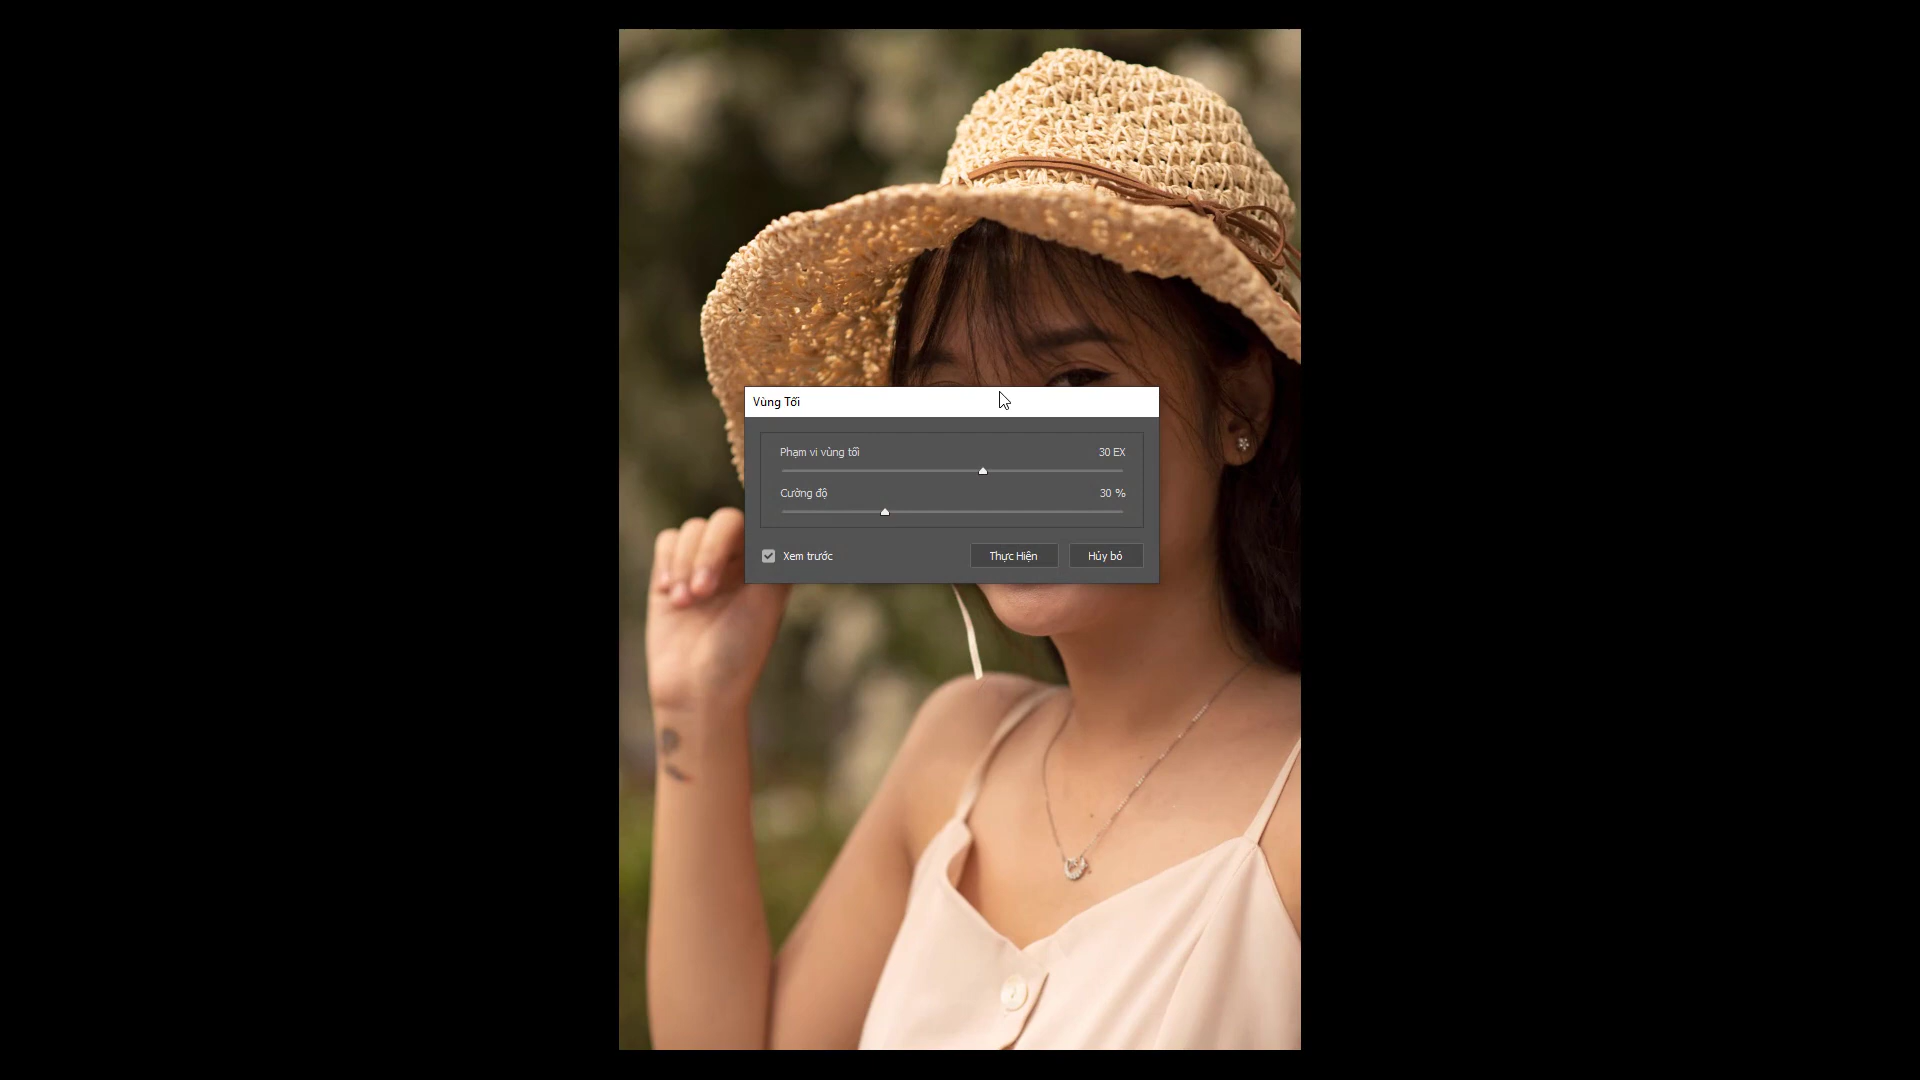 Vùng Tối
Phạm vi vùng tối 30 EX
Cường độ 30 %
Xem trước Thực Hiện Hủy bỏ